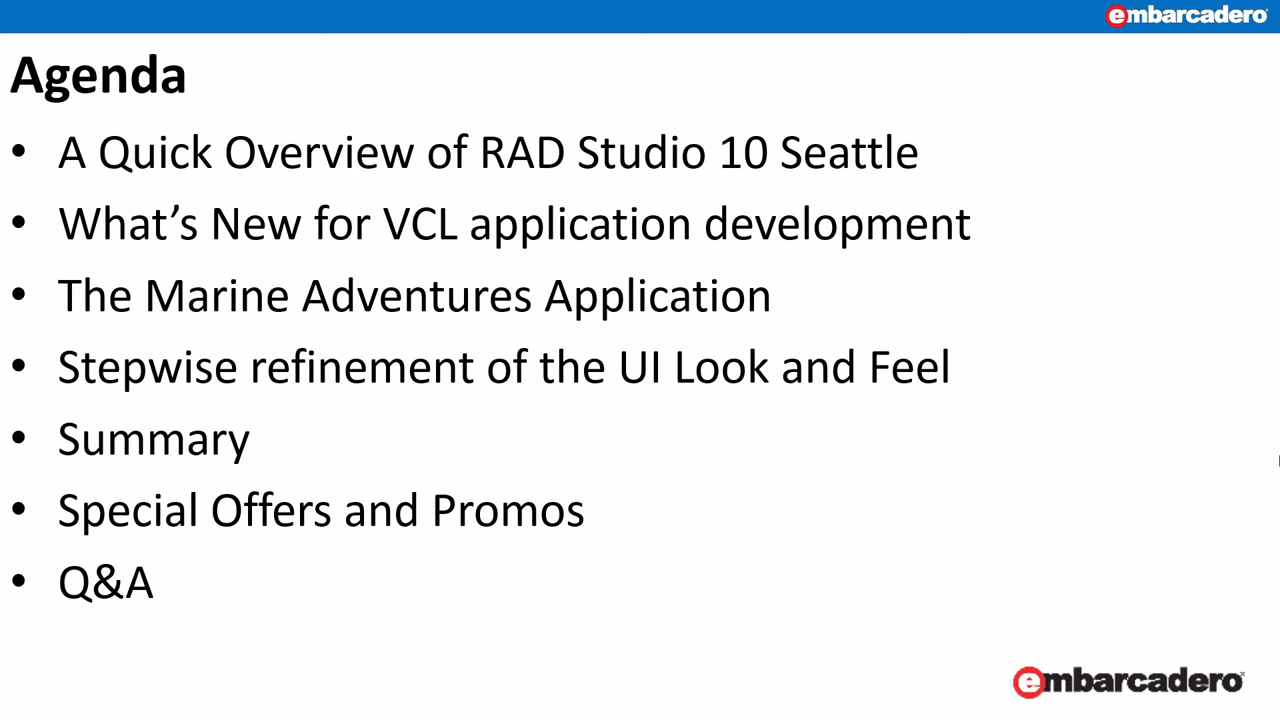 embarcadero
Agenda
• A Quick Overview of RAD Studio 10 Seattle
• What’s New for VCL application development
• The Marine Adventures Application
• Stepwise refinement of the UI Look and Feel
• Summary
• Special Offers and Promos
• Q&A
embarcadero